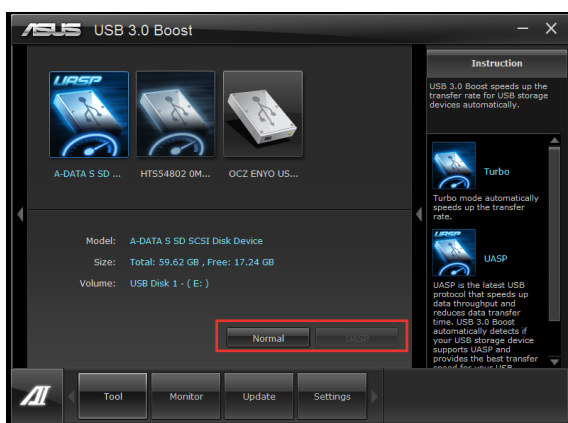 ASUS USB 3.0 Boost
UASP
A-DATA S SD ...
HTS54802 0M...
OCZ ENYO US...
Model: A-DATA S SD SCSI Disk Device
Size: Total: 59.62 GB , Free: 17.24 GB
Volume: USB Disk 1 - ( E: )
Normal
UASP
Instruction
USB 3.0 Boost speeds up the
transfer rate for USB storage
devices automatically.
Turbo
Turbo mode automatically
speeds up the transfer
rate.
UASP
UASP
UASP is the latest USB
protocol that speeds up
data throughput and
reduces data transfer
time. USB 3.0 Boost
automatically detects if
your USB storage device
supports UASP and
provides the best transfer
speed for your USB
Tool
Monitor
Update
Settings